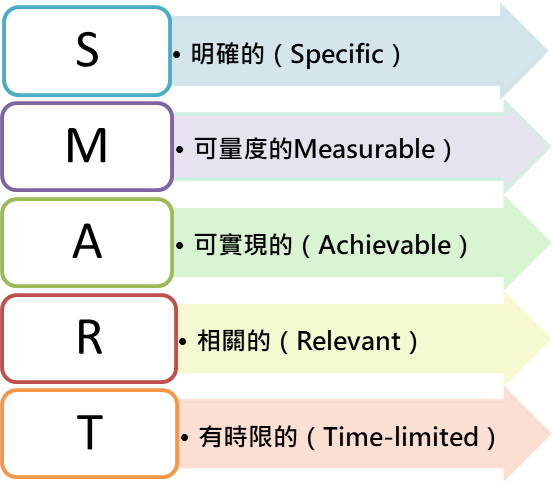 S
• 明確的（Specific）
M
• 可量度的Measurable）
A
• 可實現的（Achievable）
R
• 相關的（Relevant）
T
• 有時限的（Time-limited）